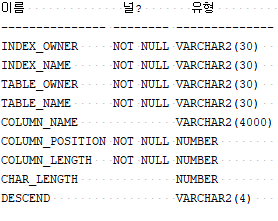 이름              널?       유형
--------------- -------- --------------
INDEX_OWNER     NOT NULL VARCHAR2(30)
INDEX_NAME      NOT NULL VARCHAR2(30)
TABLE_OWNER     NOT NULL VARCHAR2(30)
TABLE_NAME      NOT NULL VARCHAR2(30)
COLUMN_NAME              VARCHAR2(4000)
COLUMN_POSITION NOT NULL NUMBER
COLUMN_LENGTH   NOT NULL NUMBER
CHAR_LENGTH              NUMBER
DESCEND                  VARCHAR2(4)